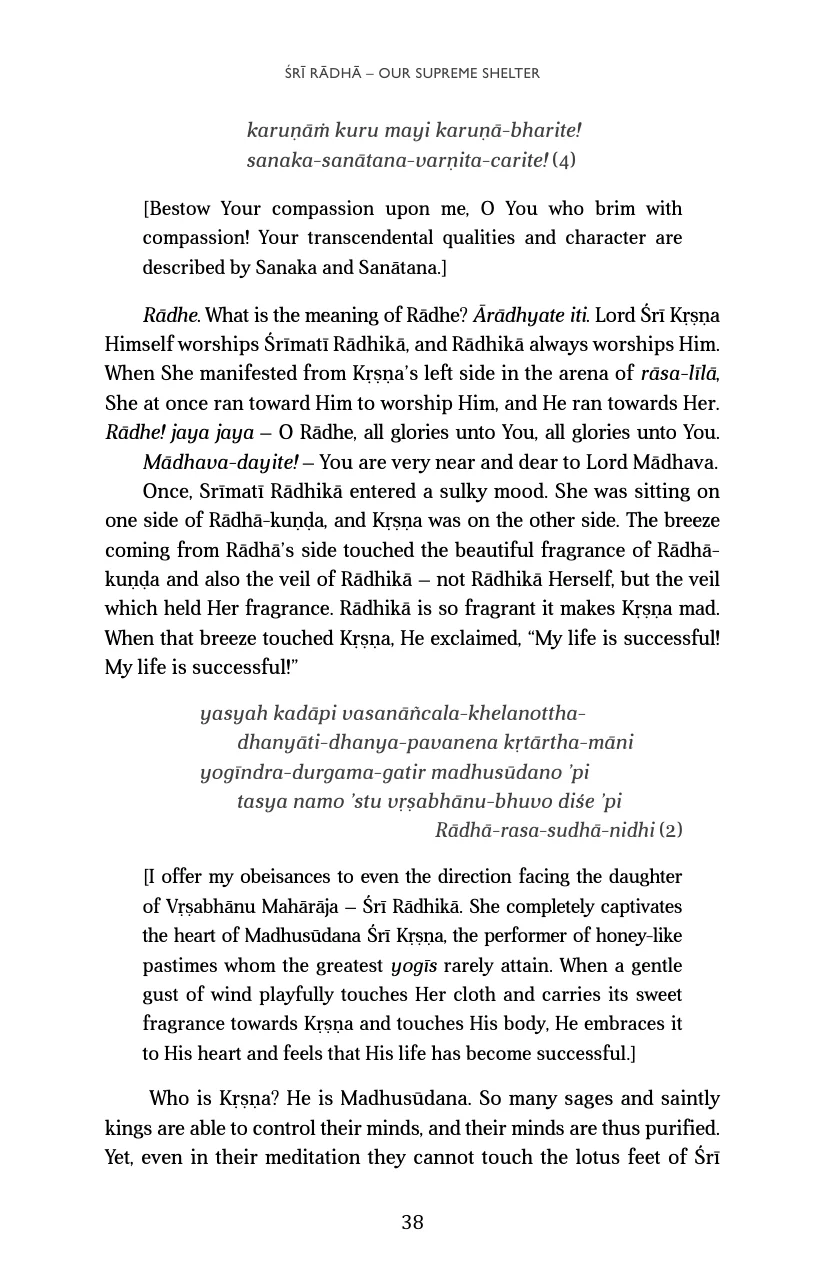 ŚRĪ RĀDHĀ – OUR SUPREME SHELTER
karuṇāṁ kuru mayi karuṇā-bharite!
sanaka-sanātana-varṇita-carite! (4)
[Bestow Your compassion upon me, O You who brim with
compassion! Your transcendental qualities and character are
described by Sanaka and Sanātana.]
Rādhe. What is the meaning of Rādhe? Ārādhyate iti. Lord Śrī Kṛṣṇa
Himself worships Śrīmatī Rādhikā, and Rādhikā always worships Him.
When She manifested from Kṛṣṇa’s left side in the arena of rāsa-līlā,
She at once ran toward Him to worship Him, and He ran towards Her.
Rādhe! jaya jaya – O Rādhe, all glories unto You, all glories unto You.
Mādhava-dayite! – You are very near and dear to Lord Mādhava.
Once, Srīmatī Rādhikā entered a sulky mood. She was sitting on
one side of Rādhā-kuṇḍa, and Kṛṣṇa was on the other side. The breeze
coming from Rādhā’s side touched the beautiful fragrance of Rādhā-
kuṇḍa and also the veil of Rādhikā – not Rādhikā Herself, but the veil
which held Her fragrance. Rādhikā is so fragrant it makes Kṛṣṇa mad.
When that breeze touched Kṛṣṇa, He exclaimed, “My life is successful!
My life is successful!”
yasyah kadāpi vasanāñcala-khelanottha-
dhanyāti-dhanya-pavanena kṛtārtha-māni
yogīndra-durgama-gatir madhusūdano ’pi
tasya namo ’stu vṛṣabhānu-bhuvo diśe ’pi
Rādhā-rasa-sudhā-nidhi (2)
[I offer my obeisances to even the direction facing the daughter
of Vṛṣabhānu Mahārāja – Śrī Rādhikā. She completely captivates
the heart of Madhusūdana Śrī Kṛṣṇa, the performer of honey-like
pastimes whom the greatest yogīs rarely attain. When a gentle
gust of wind playfully touches Her cloth and carries its sweet
fragrance towards Kṛṣṇa and touches His body, He embraces it
to His heart and feels that His life has become successful.]
Who is Kṛṣṇa? He is Madhusūdana. So many sages and saintly
kings are able to control their minds, and their minds are thus purified.
Yet, even in their meditation they cannot touch the lotus feet of Śrī
38